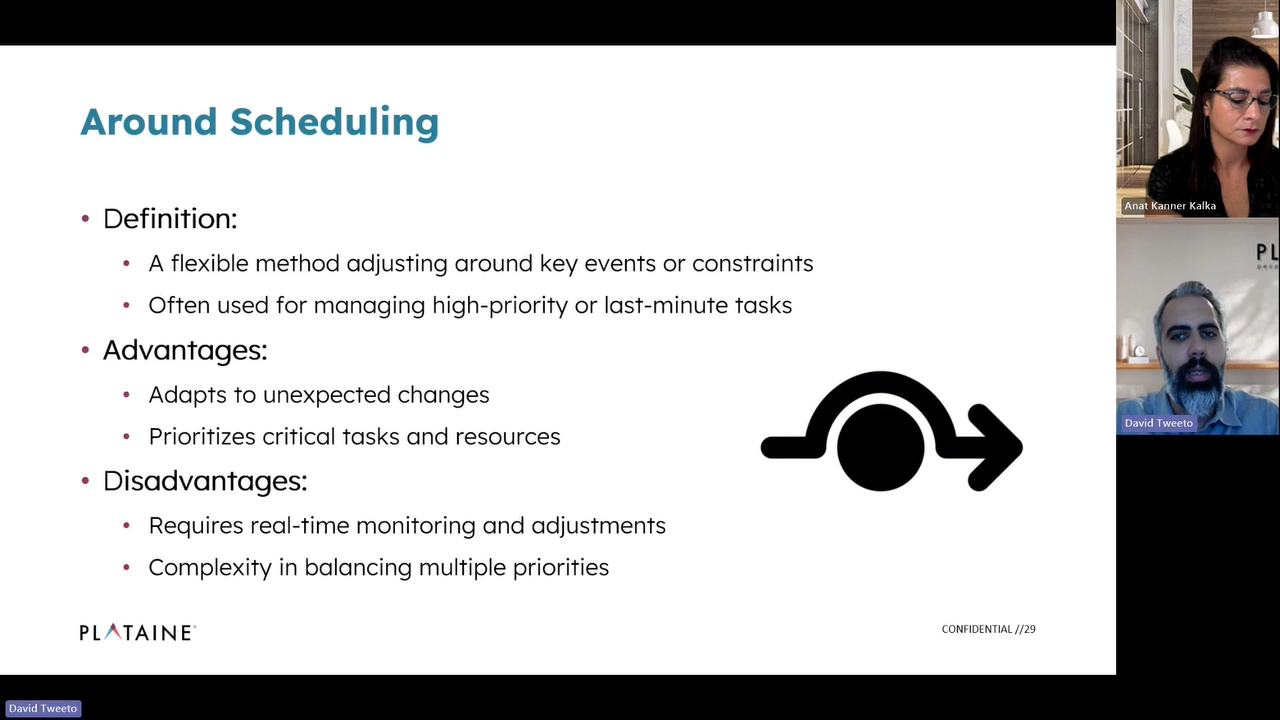 Around Scheduling
• Definition:
• A flexible method adjusting around key events or constraints
• Often used for managing high-priority or last-minute tasks
• Advantages:
• Adapts to unexpected changes
• Prioritizes critical tasks and resources
• Disadvantages:
• Requires real-time monitoring and adjustments
• Complexity in balancing multiple priorities
PLATAINE
CONFIDENTIAL //29
Anat Kanner Kalka
PL
David Tweeto
David Tweeto